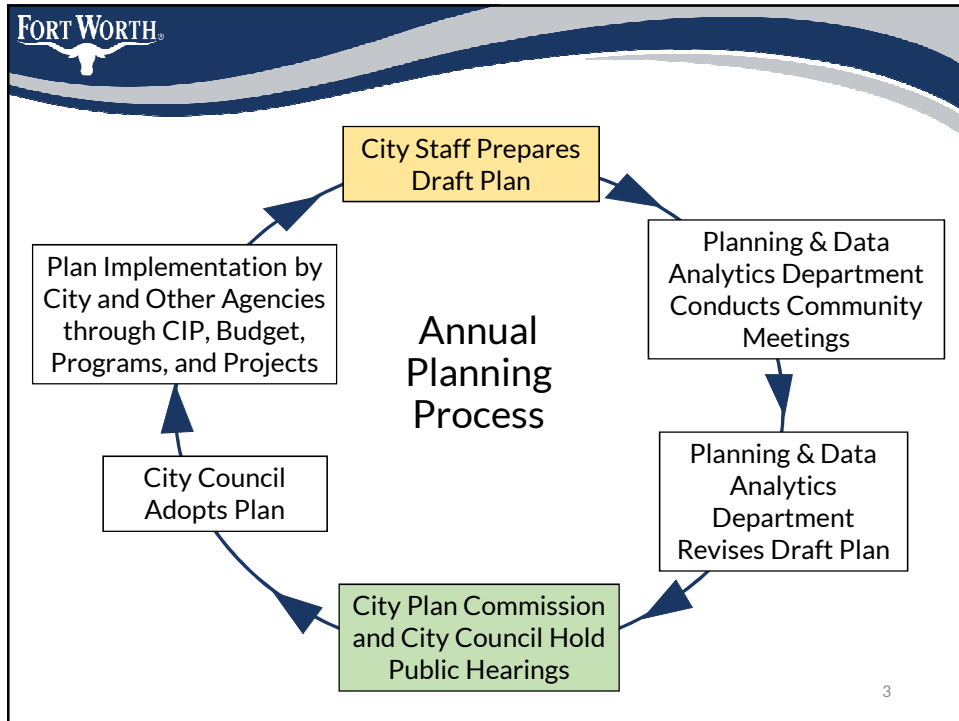 FORT WORTH®
City Staff Prepares
Draft Plan
Planning & Data
Analytics Department
Conducts Community
Meetings
Planning & Data
Analytics
Department
Revises Draft Plan
City Plan Commission
and City Council Hold
Public Hearings
City Council
Adopts Plan
Plan Implementation by
City and Other Agencies
through CIP, Budget,
Programs, and Projects
Annual
Planning
Process
3